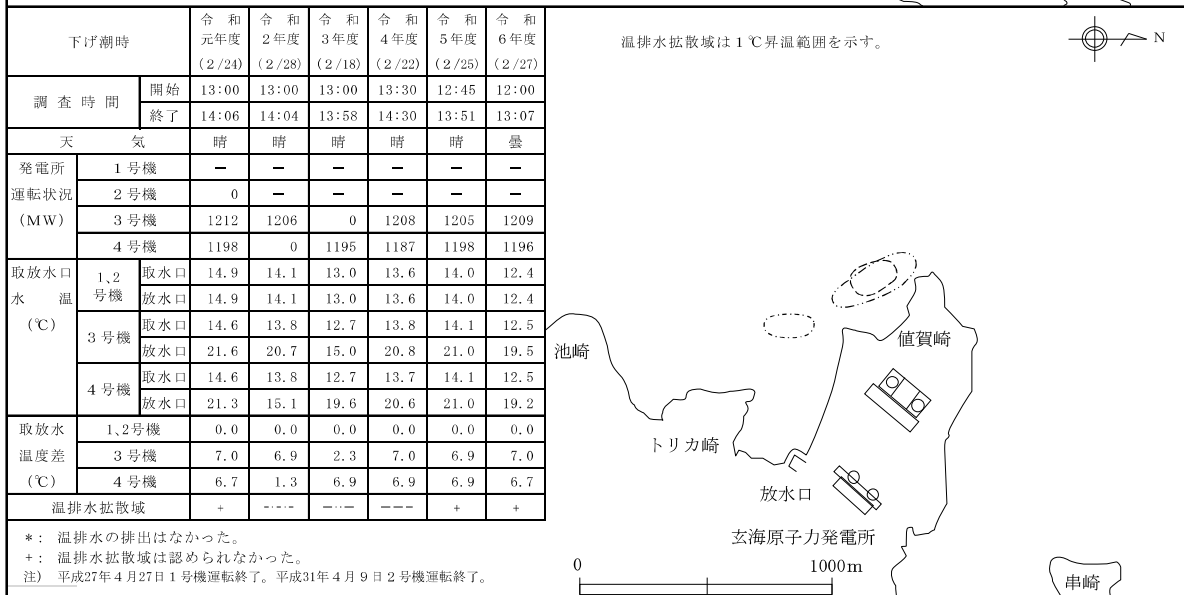 下げ潮時 令和元年度(2/24) 令和2年度(2/28) 令和3年度(2/18) 令和4年度(2/22) 令和5年度(2/25) 令和6年度(2/27)
調査時間 開始 13:00 13:00 13:00 13:30 12:45 12:00
終了 14:06 14:04 13:58 14:30 13:51 13:07
天気 晴 晴 晴 晴 晴 曇
発電所運転状況(MW) 1号機 − − − − − −
2号機 0 − − − − −
3号機 1212 1206 0 1208 1205 1209
4号機 1198 0 1195 1187 1198 1196
取放水口水温(℃) 1、2号機 取水口 14.9 14.1 13.0 13.6 14.0 12.4
放水口 14.9 14.1 13.0 13.6 14.0 12.4
3号機 取水口 14.6 13.8 12.7 13.8 14.1 12.5
放水口 21.6 20.7 15.0 20.8 21.0 19.5
4号機 取水口 14.6 13.8 12.7 13.7 14.1 12.5
放水口 21.3 15.1 19.6 20.6 21.0 19.2
取放水温度差(℃) 1、2号機 0.0 0.0 0.0 0.0 0.0 0.0
3号機 7.0 6.9 2.3 7.0 6.9 7.0
4号機 6.7 1.3 6.9 6.9 6.9 6.7
温排水拡散域 + −・−・− −・・− −−− + +
*: 温排水の排出はなかった。
+: 温排水拡散域は認められなかった。
注) 平成27年4月27日1号機運転終了。平成31年4月9日2号機運転終了。
温排水拡散域は1℃昇温範囲を示す。
N
池崎
値賀崎
トリカ崎
放水口
玄海原子力発電所
0 1000m
串崎